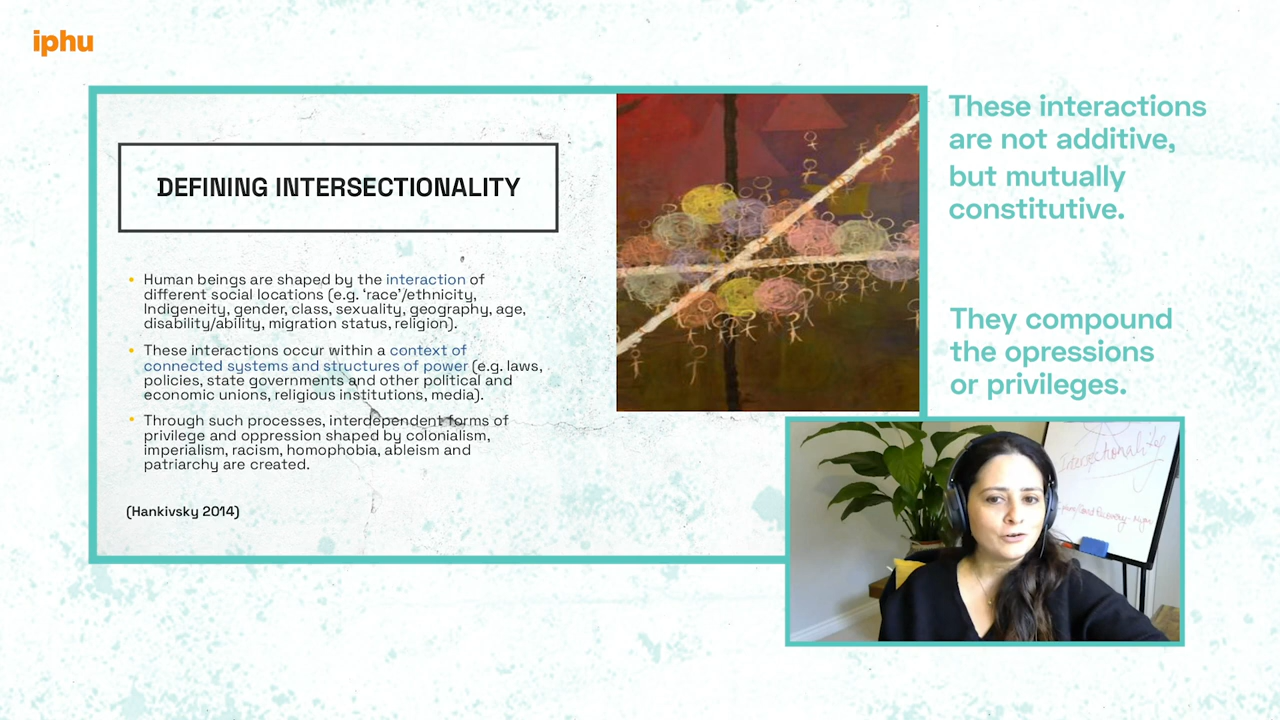 iphu
DEFINING INTERSECTIONALITY
• Human beings are shaped by the interaction of
different social locations (e.g. ‘race’/ethnicity,
Indigeneity, gender, class, sexuality, geography, age,
disability/ability, migration status, religion).
• These interactions occur within a context of
connected systems and structures of power (e.g. laws,
policies, state governments and other political and
economic unions, religious institutions, media).
• Through such processes, interdependent forms of
privilege and oppression shaped by colonialism,
imperialism, racism, homophobia, ableism and
patriarchy are created.
(Hankivsky 2014)
These interactions
are not additive,
but mutually
constitutive.
They compound
the opressions
or privileges.
Intersectionality